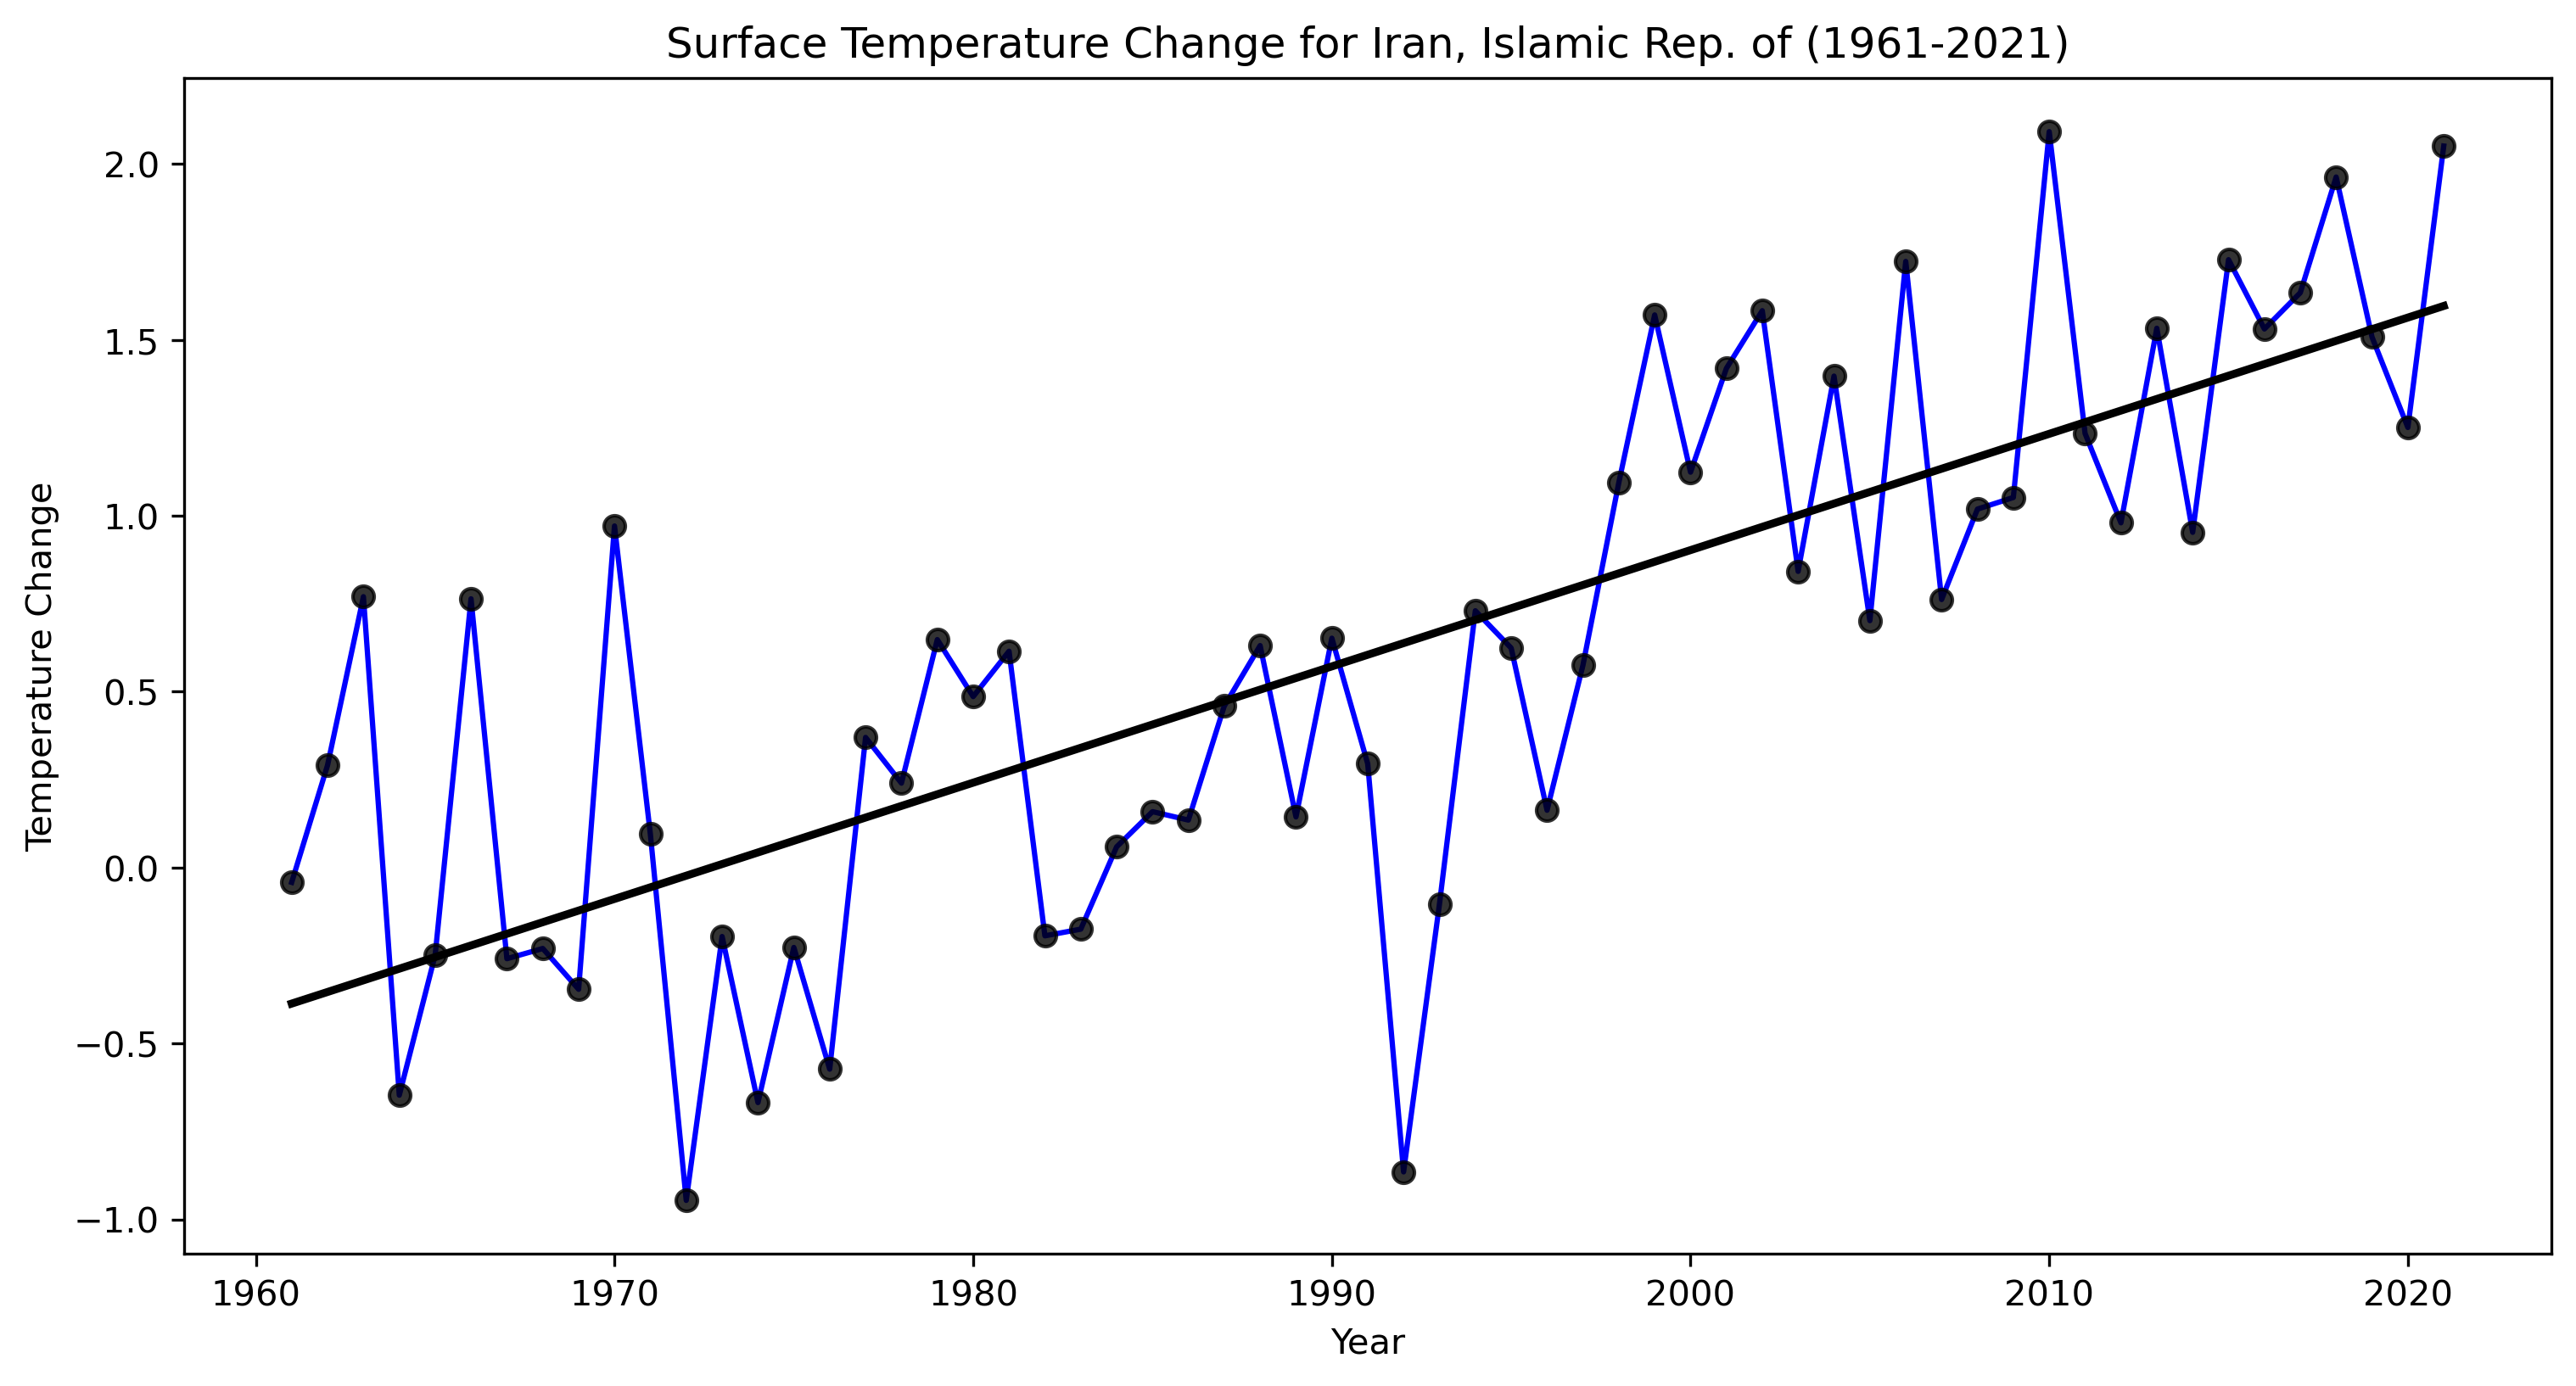 Surface Temperature Change for Iran, Islamic Rep. of (1961-2021)
Temperature Change
2.0
1.5
1.0
0.5
0.0
−0.5
−1.0
1960 1970 1980 1990 2000 2010 2020
Year